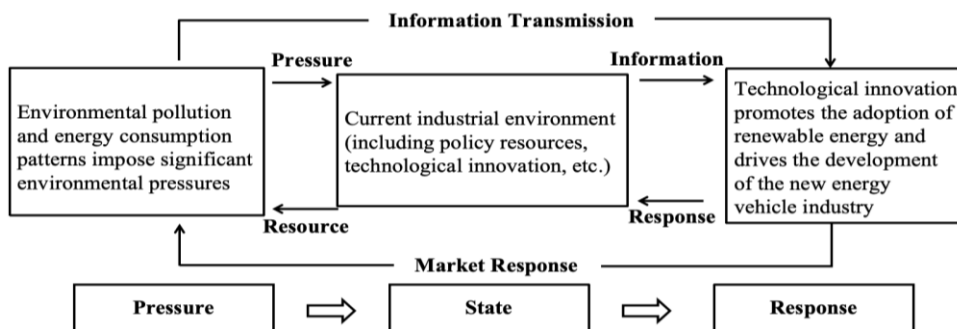 Information Transmission
Pressure
Information
Environmental pollution
and energy consumption
patterns impose significant
environmental pressures
Current industrial environment
(including policy resources,
technological innovation, etc.)
Technological innovation
promotes the adoption of
renewable energy and
drives the development
of the new energy
vehicle industry
Resource
Response
Market Response
Pressure
State
Response